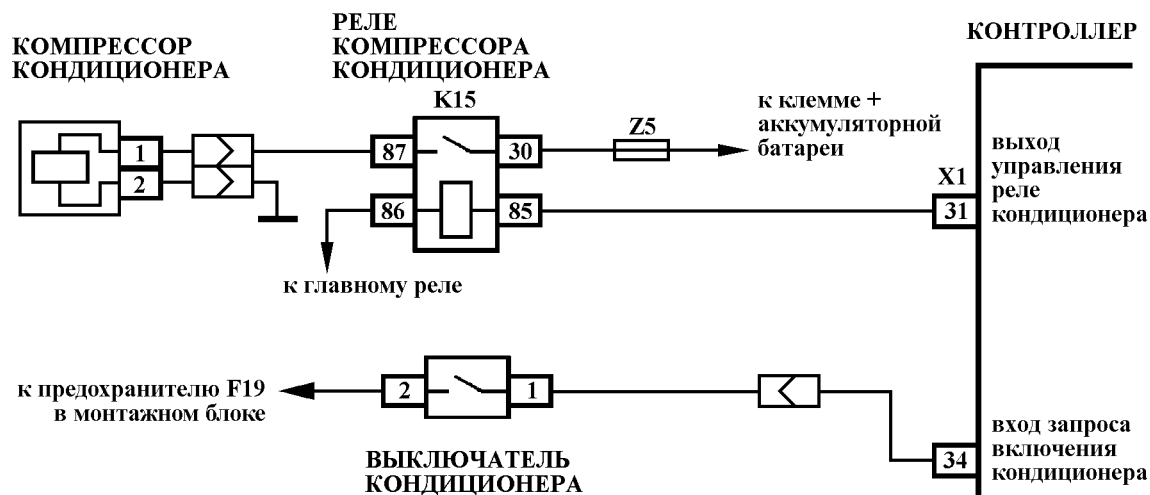 КОМПРЕССОР
КОНДИЦИОНЕРА
1
2
РЕЛЕ
КОМПРЕССОРА
КОНДИЦИОНЕРА
K15
87
30
86
85
к главному реле
Z5
к клемме +
аккумуляторной
батареи
КОНТРОЛЛЕР
X1
31
выход
управления
реле
кондиционера
к предохранителю F19
в монтажном блоке
2
1
ВЫКЛЮЧАТЕЛЬ
КОНДИЦИОНЕРА
34
вход запроса
включения
кондиционера